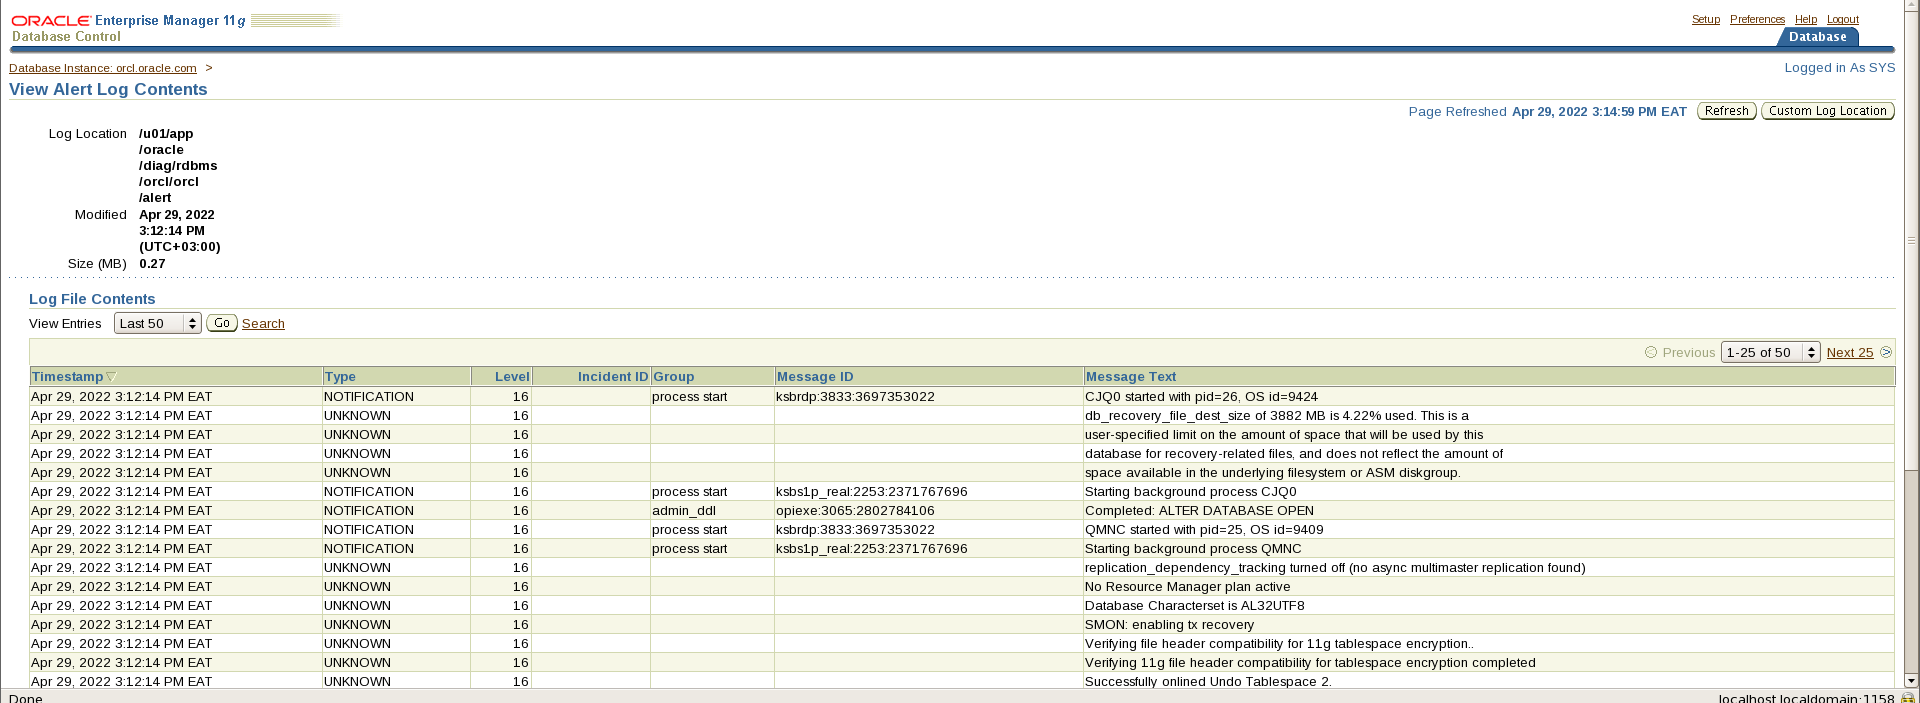 ORACLE Enterprise Manager 11g
Database Control
Setup Preferences Help Logout
Database
Database Instance: orcl.oracle.com >
Logged in As SYS
View Alert Log Contents
Page Refreshed Apr 29, 2022 3:14:59 PM EAT Refresh Custom Log Location
Log Location /u01/app
/oracle
/diag/rdbms
/orcl/orcl
/alert
Modified Apr 29, 2022
3:12:14 PM
(UTC+03:00)
Size (MB) 0.27
Log File Contents
View Entries Last 50 Go Search
Previous 1-25 of 50 Next 25
Timestamp Type Level Incident ID Group Message ID Message Text
Apr 29, 2022 3:12:14 PM EAT NOTIFICATION 16 process start ksbrdp:3833:3697353022 CJQ0 started with pid=26, OS id=9424
Apr 29, 2022 3:12:14 PM EAT UNKNOWN 16 db_recovery_file_dest_size of 3882 MB is 4.22% used. This is a
Apr 29, 2022 3:12:14 PM EAT UNKNOWN 16 user-specified limit on the amount of space that will be used by this
Apr 29, 2022 3:12:14 PM EAT UNKNOWN 16 database for recovery-related files, and does not reflect the amount of
Apr 29, 2022 3:12:14 PM EAT UNKNOWN 16 space available in the underlying filesystem or ASM diskgroup.
Apr 29, 2022 3:12:14 PM EAT NOTIFICATION 16 process start ksbs1p_real:2253:2371767696 Starting background process CJQ0
Apr 29, 2022 3:12:14 PM EAT NOTIFICATION 16 admin_ddl opiexe:3065:2802784106 Completed: ALTER DATABASE OPEN
Apr 29, 2022 3:12:14 PM EAT NOTIFICATION 16 process start ksbrdp:3833:3697353022 QMNC started with pid=25, OS id=9409
Apr 29, 2022 3:12:14 PM EAT NOTIFICATION 16 process start ksbs1p_real:2253:2371767696 Starting background process QMNC
Apr 29, 2022 3:12:14 PM EAT UNKNOWN 16 replication_dependency_tracking turned off (no async multimaster replication found)
Apr 29, 2022 3:12:14 PM EAT UNKNOWN 16 No Resource Manager plan active
Apr 29, 2022 3:12:14 PM EAT UNKNOWN 16 Database Characterset is AL32UTF8
Apr 29, 2022 3:12:14 PM EAT UNKNOWN 16 SMON: enabling tx recovery
Apr 29, 2022 3:12:14 PM EAT UNKNOWN 16 Verifying file header compatibility for 11g tablespace encryption..
Apr 29, 2022 3:12:14 PM EAT UNKNOWN 16 Verifying 11g file header compatibility for tablespace encryption completed
Apr 29, 2022 3:12:14 PM EAT UNKNOWN 16 Successfully onlined Undo Tablespace 2.
Done localhost.localdomain:1158